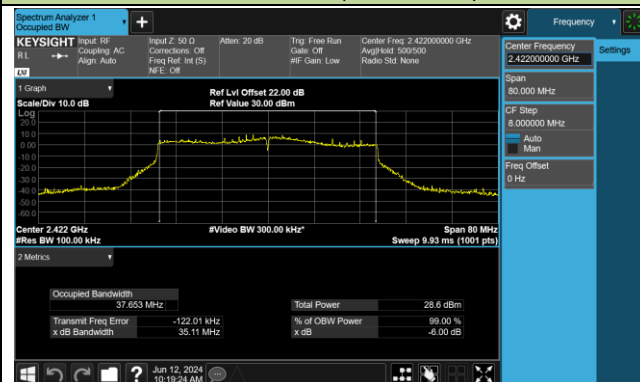 Spectrum Analyzer 1
Occupied BW
Frequency
KEYSIGHT
Input: RF
Coupling: AC
Align: Auto
Input Z: 50 Ω
Corrections: Off
Freq Ref: Int (S)
NFE: Off
Atten: 20 dB
Trig: Free Run
Gate: Off
#IF Gain: Low
Center Freq: 2.422000000 GHz
Avg|Hold: 500/500
Radio Std: None
RL
LXI
Center Frequency
2.422000000 GHz
Settings
Span
80.000 MHz
CF Step
8.000000 MHz
Auto
Man
Freq Offset
0 Hz
1 Graph
Scale/Div 10.0 dB
Ref Lvl Offset 22.00 dB
Ref Value 30.00 dBm
Log
20.0
10.0
0.00
-10.0
-20.0
-30.0
-40.0
-50.0
-60.0
Center 2.422 GHz
#Res BW 100.00 kHz
#Video BW 300.00 kHz*
Span 80 MHz
Sweep 9.93 ms (1001 pts)
2 Metrics
Occupied Bandwidth
37.653 MHz
Total Power 28.6 dBm
Transmit Freq Error -122.01 kHz
% of OBW Power 99.00 %
x dB Bandwidth 35.11 MHz
x dB -6.00 dB
Jun 12, 2024
10:19:24 AM